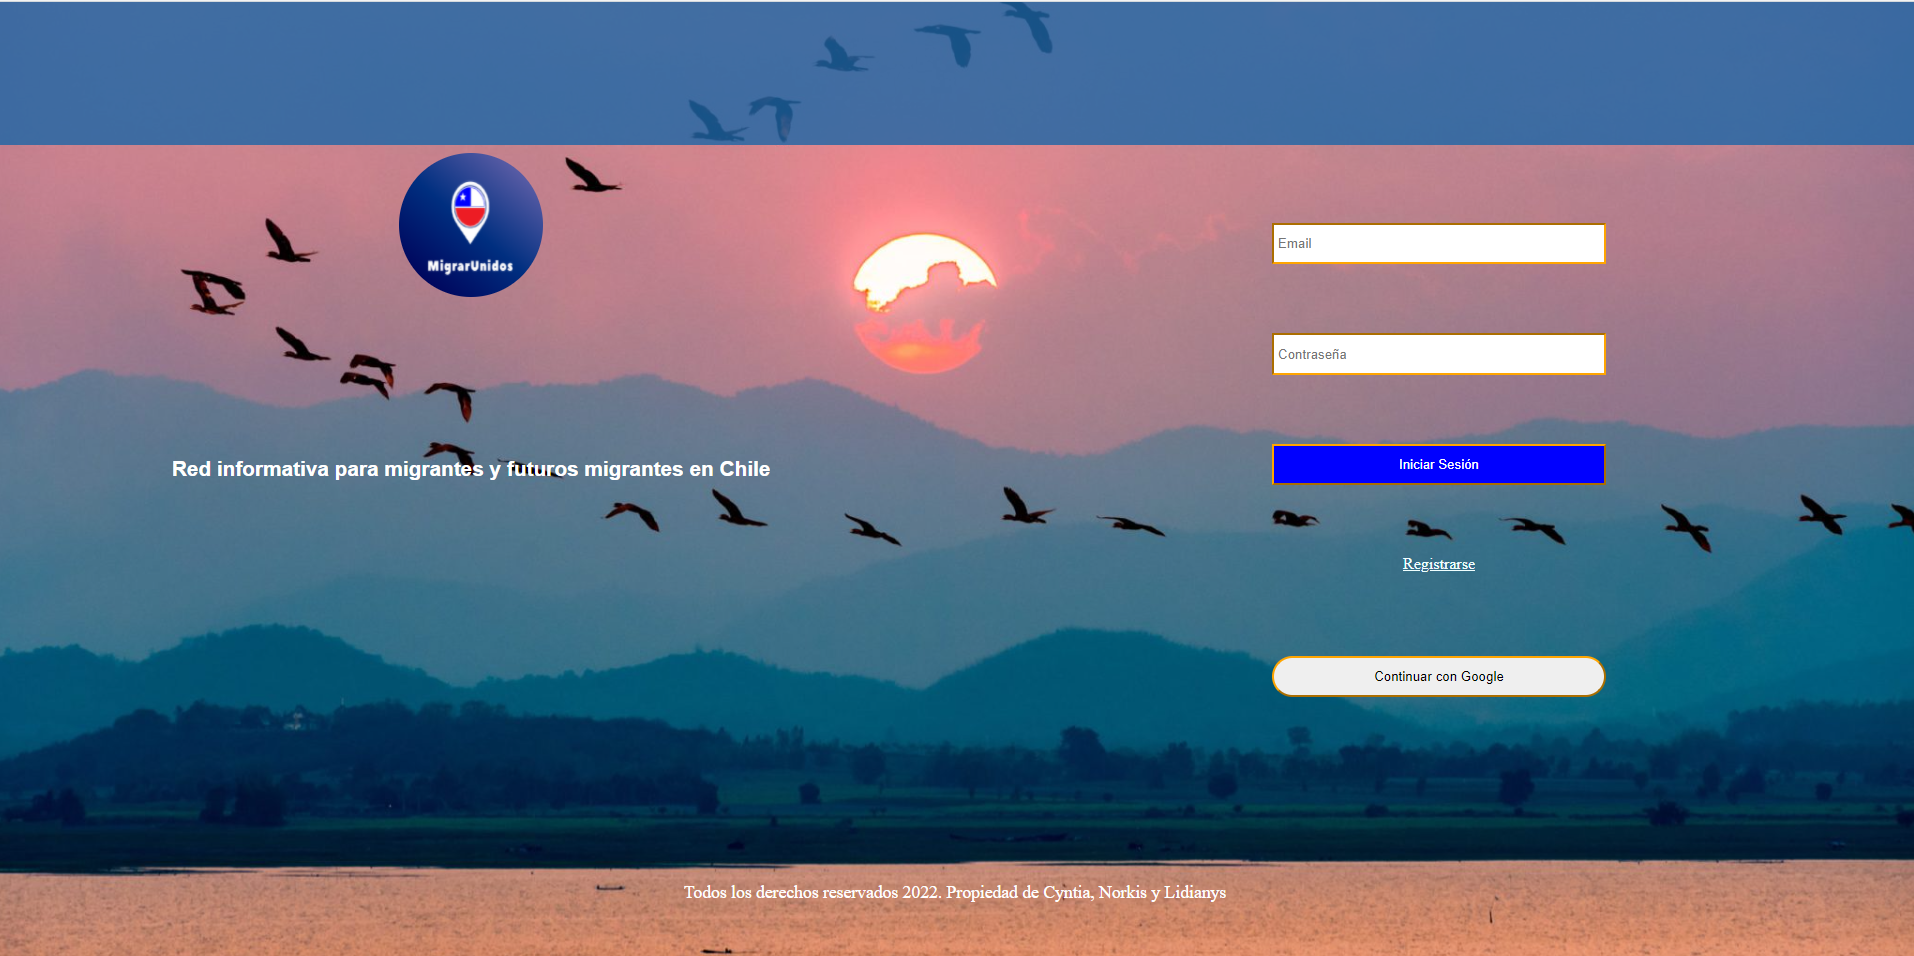 MigrarUnidos
Email
Contraseña
Red informativa para migrantes y futuros migrantes en Chile
Iniciar Sesión
Registrarse
Continuar con Google
Todos los derechos reservados 2022. Propiedad de Cyntia, Norkis y Lidianys